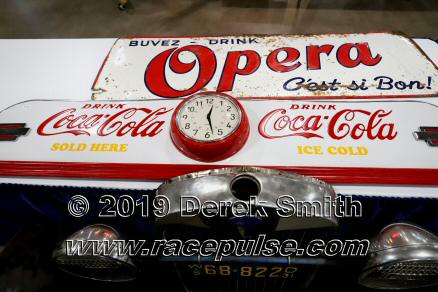 BUVEZ - DRINK
Opera
C'est si Bon!
DRINK
Coca-Cola
SOLD HERE
DRINK
Coca-Cola
ICE COLD
© 2019 Derek Smith
www.racepulse.com